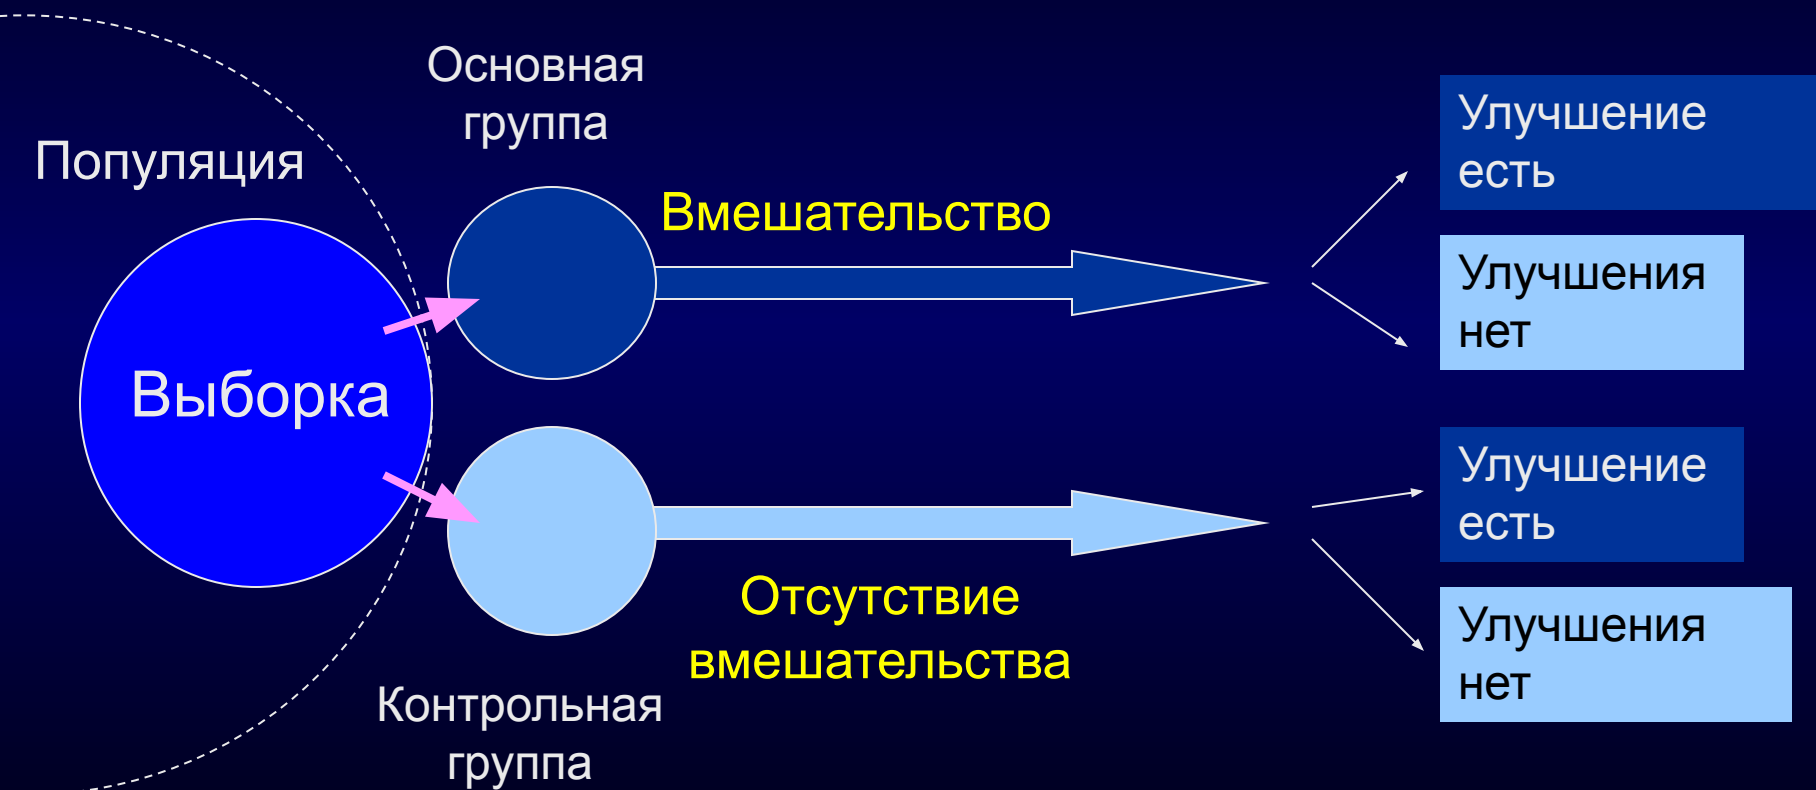 Популяция
Выборка
Основная
группа
Контрольная
группа
Вмешательство
Отсутствие
вмешательства
Улучшение
есть
Улучшения
нет
Улучшение
есть
Улучшения
нет